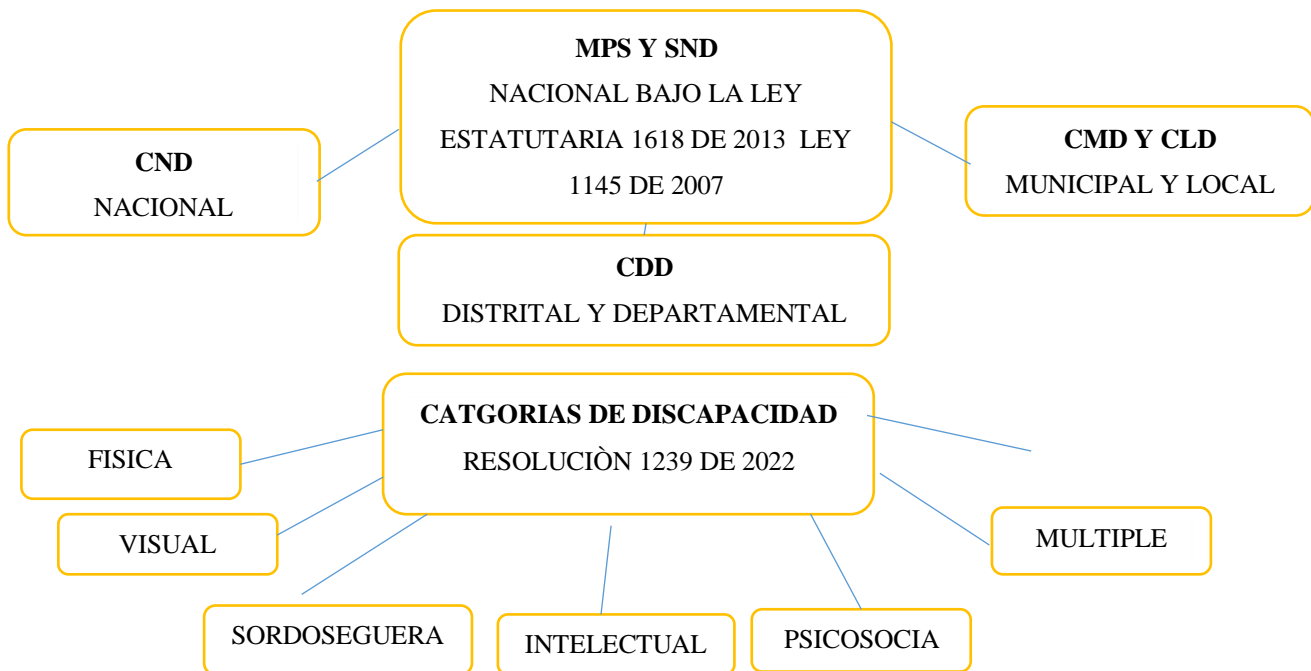 MPS Y SND
NACIONAL BAJO LA LEY
ESTATUTARIA 1618 DE 2013 LEY
1145 DE 2007
CND
NACIONAL
CMD Y CLD
MUNICIPAL Y LOCAL
CDD
DISTRITAL Y DEPARTAMENTAL
CATGORIAS DE DISCAPACIDAD
RESOLUCIÒN 1239 DE 2022
FISICA
VISUAL
SORDOSEGUERA
INTELECTUAL
PSICOSOCIA
MULTIPLE